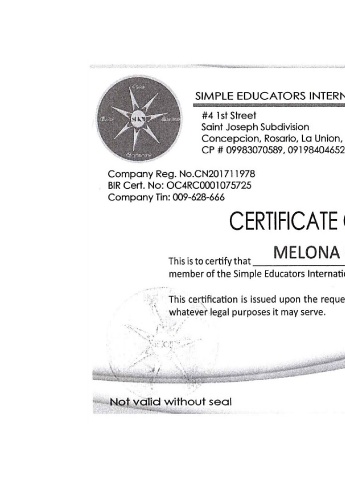 SIMPLE EDUCATORS INTERN
#4 1st Street
Saint Joseph Subdivision
Concepcion, Rosario, La Union,
CP # 09983070589, 09198404652
Company Reg. No.CN201711978
BIR Cert. No: OC4RC0001075725
Company Tin: 009-628-666
CERTIFICATE
This is to certify that MELONA
member of the Simple Educators Internatio
This certification is issued upon the reque
whatever legal purposes it may serve.
Not valid without seal